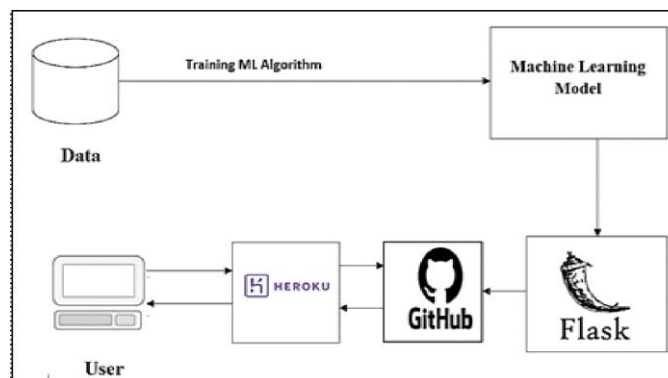 Training ML Algorithm
Machine Learning
Model
Data
HEROKU
GitHub
Flask
User